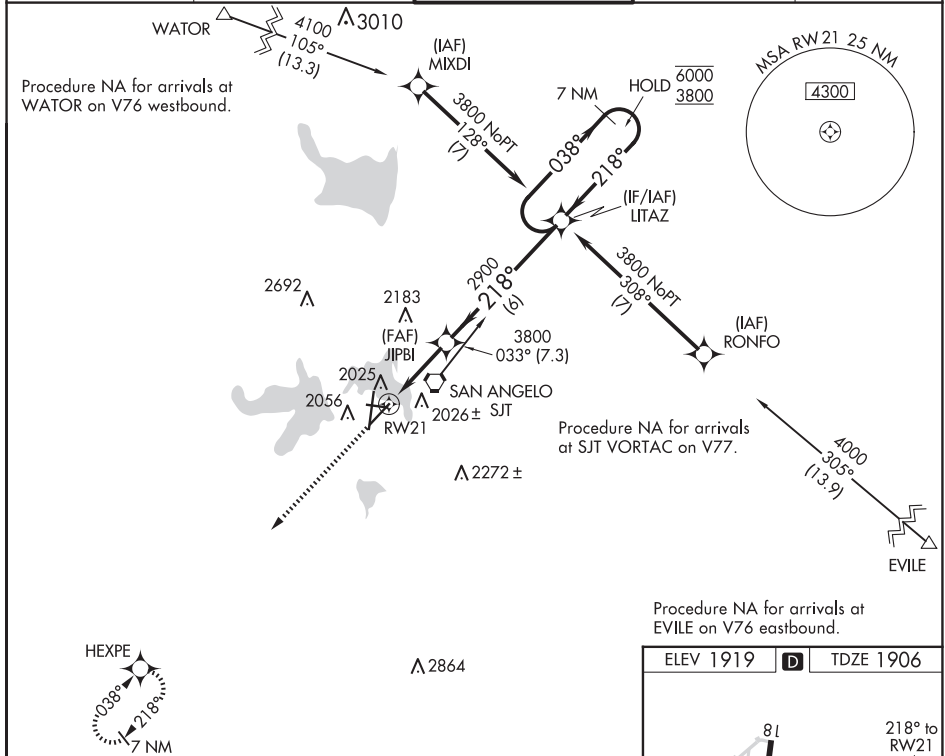 WATOR
4100
105°
(13.3)
3010
(IAF)
MIXDI
Procedure NA for arrivals at
WATOR on V76 westbound.
3800 NoPT
128°
(7)
7 NM
HOLD
6000
3800
038°
218°
MSA RW 21 25 NM
4300
(IF/IAF)
LITAZ
2900
218°
(6)
3800 NoPT
308°
(7)
(IAF)
RONFO
2692
2183
(FAF)
JIPBI
3800
033° (7.3)
2025
2056
RW21
SAN ANGELO
SJT
2026 ±
Procedure NA for arrivals
at SJT VORTAC on V77.
2272 ±
4000
305°
(13.9)
EVILE
Procedure NA for arrivals at
EVILE on V76 eastbound.
HEXPE
038°
218°
7 NM
2864
ELEV 1919
D
TDZE 1906
18
218° to
RW21